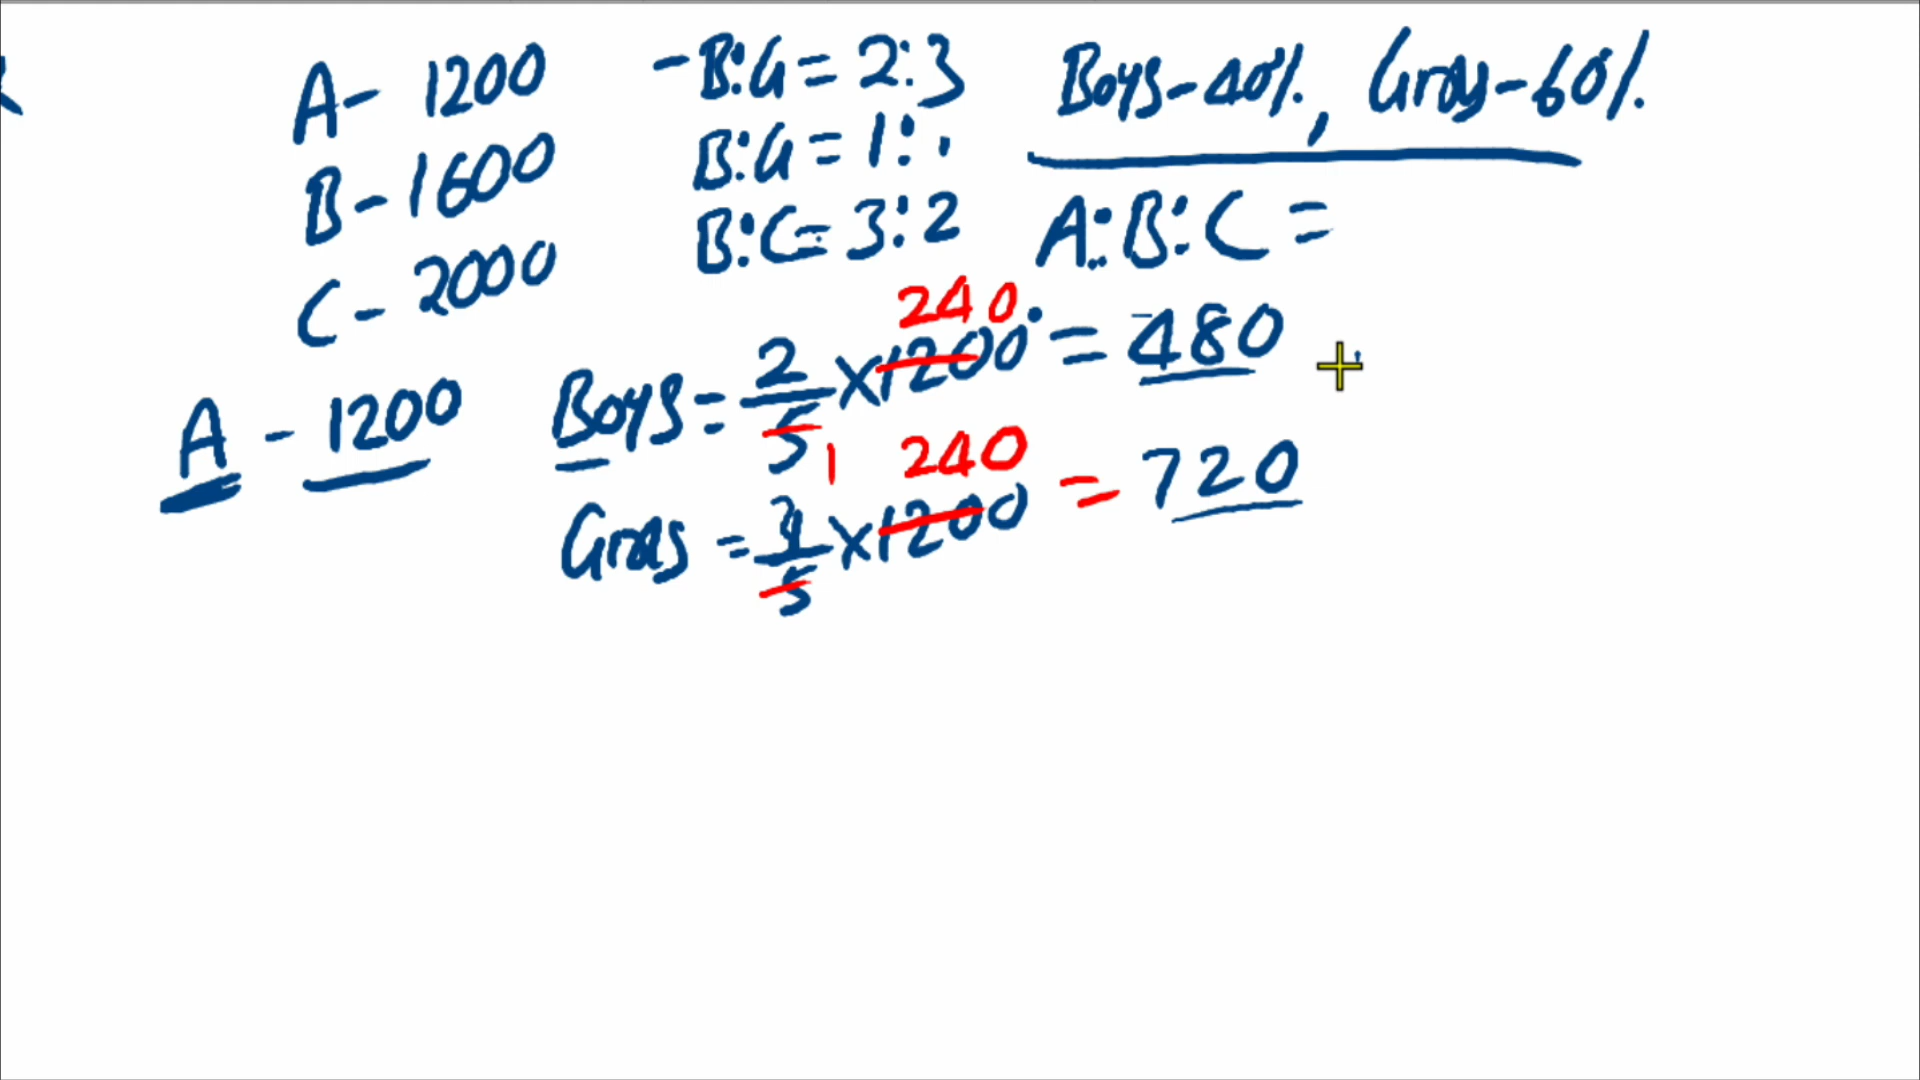 A- 1200 -B:G = 2:3 Boys-40%, Girls-60%.
B- 1600 B:G = 1:1
C- 2000 B:C = 3:2 A:B:C =
240
A - 1200 Boys = 2/5 x 1200 = 480
1 240
Girls = 3/5 x 1200 = 720